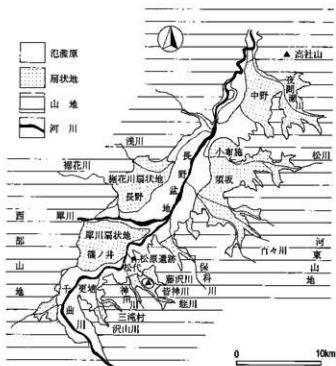 氾濫原
扇状地
山地
河川
▲高社山
中野
夜間瀬
浅川
長野盆地
小布施
松川
裾花川
裾花川扇状地
長野
須坂
西部山地
犀川
犀川扇状地
篠ノ井
松代
松原遺跡
百々川
河東山地
保科川
藤沢川
神田川
皆神川
蛭川
千曲川
更埴
三滝村
沢山川
0
10km